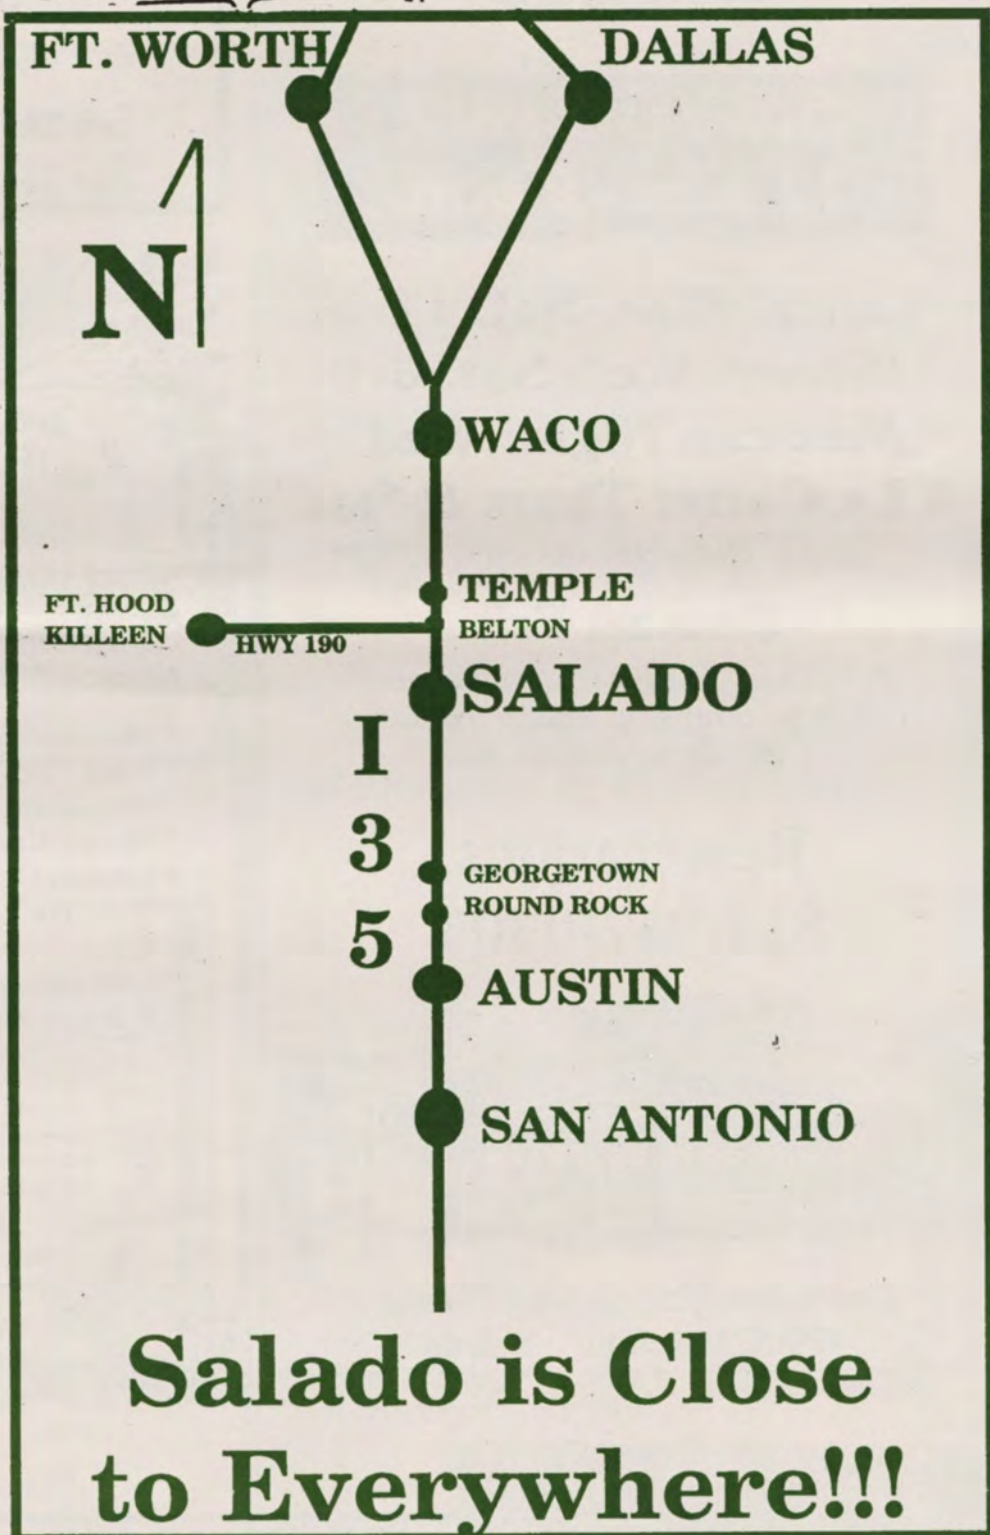 FT. WORTH
DALLAS
N
WACO
TEMPLE
FT. HOOD
KILLEEN
HWY 190
BELTON
SALADO
I
3
5
GEORGETOWN
ROUND ROCK
AUSTIN
SAN ANTONIO
Salado is Close
to Everywhere!!!